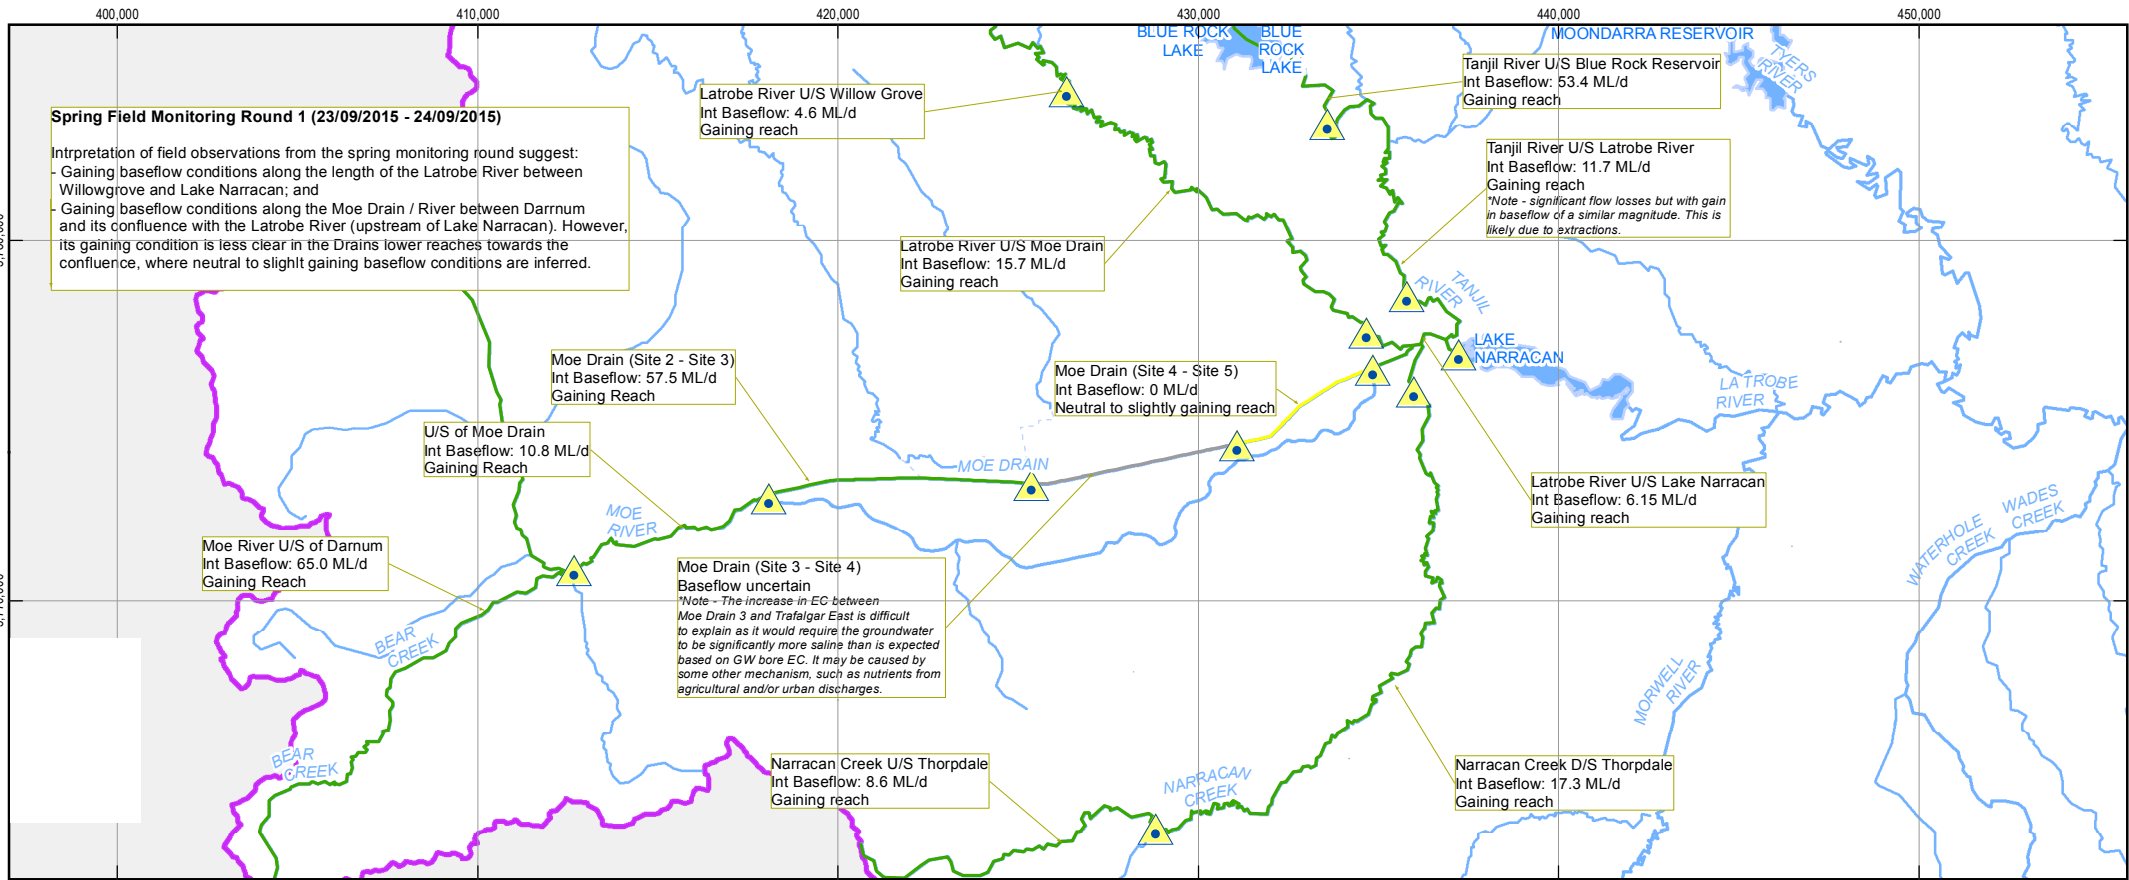 400,000
410,000
420,000
430,000
440,000
450,000
BLUE ROCK
LAKE
BLUE
ROCK
LAKE
MOONDARRA RESERVOIR
TYERS
RIVER
Tanjil River U/S Blue Rock Reservoir
Int Baseflow: 53.4 ML/d
Gaining reach
Latrobe River U/S Willow Grove
Int Baseflow: 4.6 ML/d
Gaining reach
Spring Field Monitoring Round 1 (23/09/2015 - 24/09/2015)
Intrpretation of field observations from the spring monitoring round suggest:
- Gaining baseflow conditions along the length of the Latrobe River between
Willowgrove and Lake Narracan; and
- Gaining baseflow conditions along the Moe Drain / River between Darrnum
and its confluence with the Latrobe River (upstream of Lake Narracan). However,
its gaining condition is less clear in the Drains lower reaches towards the
confluence, where neutral to slighlt gaining baseflow conditions are inferred.
Tanjil River U/S Latrobe River
Int Baseflow: 11.7 ML/d
Gaining reach
*Note - significant flow losses but with gain
in baseflow of a similar magnitude. This is
likely due to extractions.
Latrobe River U/S Moe Drain
Int Baseflow: 15.7 ML/d
Gaining reach
TANJIL
RIVER
LAKE
NARRACAN
Moe Drain (Site 2 - Site 3)
Int Baseflow: 57.5 ML/d
Gaining Reach
Moe Drain (Site 4 - Site 5)
Int Baseflow: 0 ML/d
Neutral to slightly gaining reach
LA TROBE
RIVER
U/S of Moe Drain
Int Baseflow: 10.8 ML/d
Gaining Reach
MOE DRAIN
Latrobe River U/S Lake Narracan
Int Baseflow: 6.15 ML/d
Gaining reach
MOE
RIVER
WADES
CREEK
WATERHOLE
CREEK
Moe River U/S of Darnum
Int Baseflow: 65.0 ML/d
Gaining Reach
Moe Drain (Site 3 - Site 4)
Baseflow uncertain
*Note - The increase in EC between
Moe Drain 3 and Trafalgar East is difficult
to explain as it would require the groundwater
to be significantly more saline than is expected
based on GW bore EC. It may be caused by
some other mechanism, such as nutrients from
agricultural and/or urban discharges.
BEAR
CREEK
MORWELL
RIVER
BEAR
CREEK
Narracan Creek U/S Thorpdale
Int Baseflow: 8.6 ML/d
Gaining reach
NARRACAN
CREEK
Narracan Creek D/S Thorpdale
Int Baseflow: 17.3 ML/d
Gaining reach